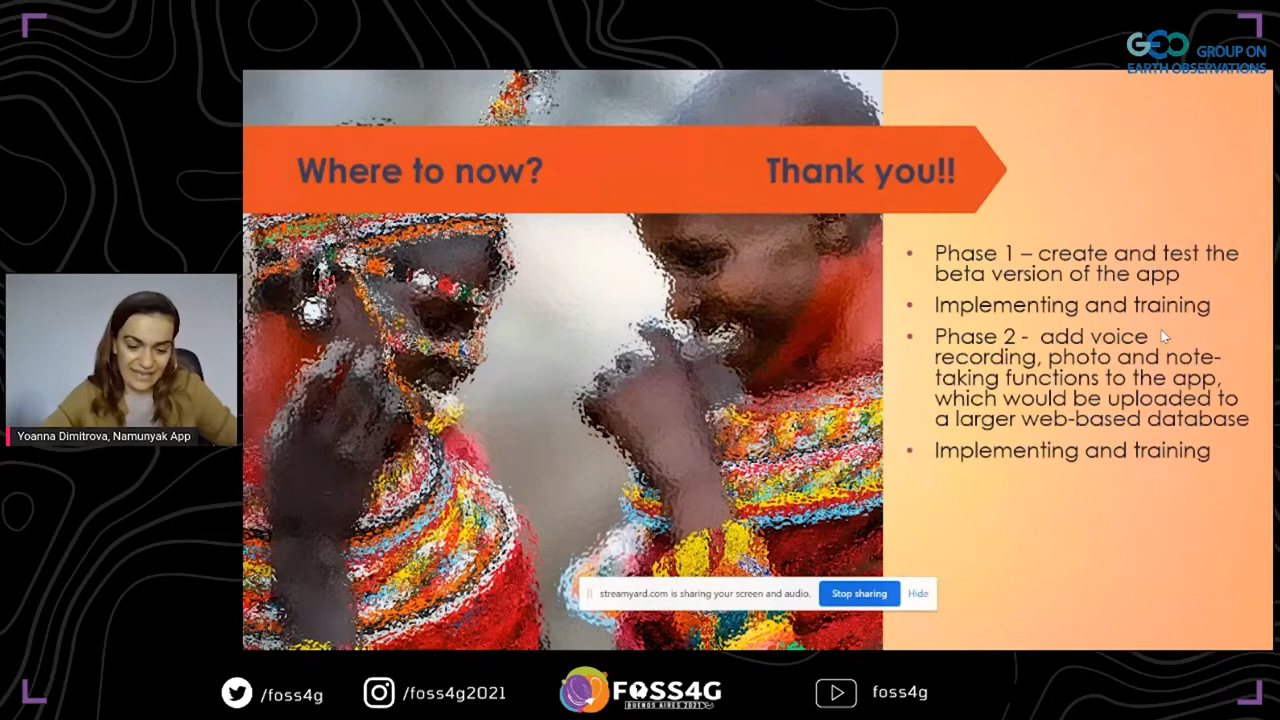 GEO GROUP ON
EARTH OBSERVATIONS
Where to now?
Thank you!!
• Phase 1 – create and test the
beta version of the app
• Implementing and training
• Phase 2 - add voice
recording, photo and note-
taking functions to the app,
which would be uploaded to
a larger web-based database
• Implementing and training
Yoanna Dimitrova, Namunyak App
streamyard.com is sharing your screen and audio.
Stop sharing
Hide
/foss4g
/foss4g2021
FOSS4G
BUENOS AIRES 2021
foss4g